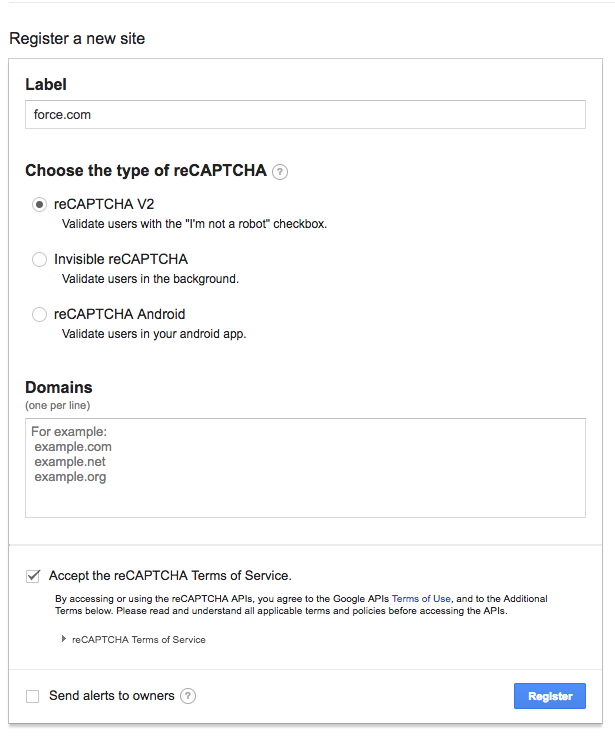 Register a new site
Label
force.com
Choose the type of reCAPTCHA ?
reCAPTCHA V2
Validate users with the "I'm not a robot" checkbox.
Invisible reCAPTCHA
Validate users in the background.
reCAPTCHA Android
Validate users in your android app.
Domains
(one per line)
For example:
example.com
example.net
example.org
Accept the reCAPTCHA Terms of Service.
By accessing or using the reCAPTCHA APIs, you agree to the Google APIs Terms of Use, and to the Additional
Terms below. Please read and understand all applicable terms and policies before accessing the APIs.
reCAPTCHA Terms of Service
Send alerts to owners ?
Register